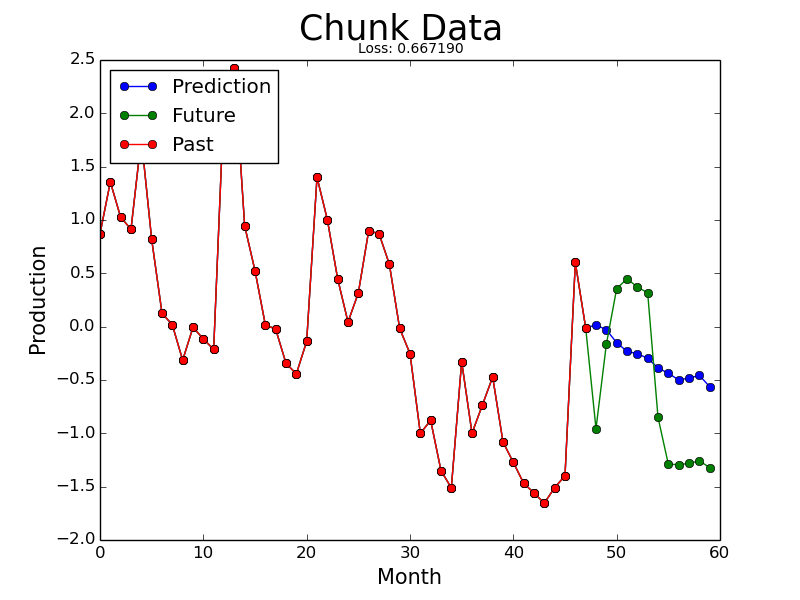 Chunk Data
Loss: 0.667190
2.5
2.0
1.5
1.0
0.5
0.0
−0.5
−1.0
−1.5
−2.0
Prediction
Future
Past
Production
0 10 20 30 40 50 60
Month